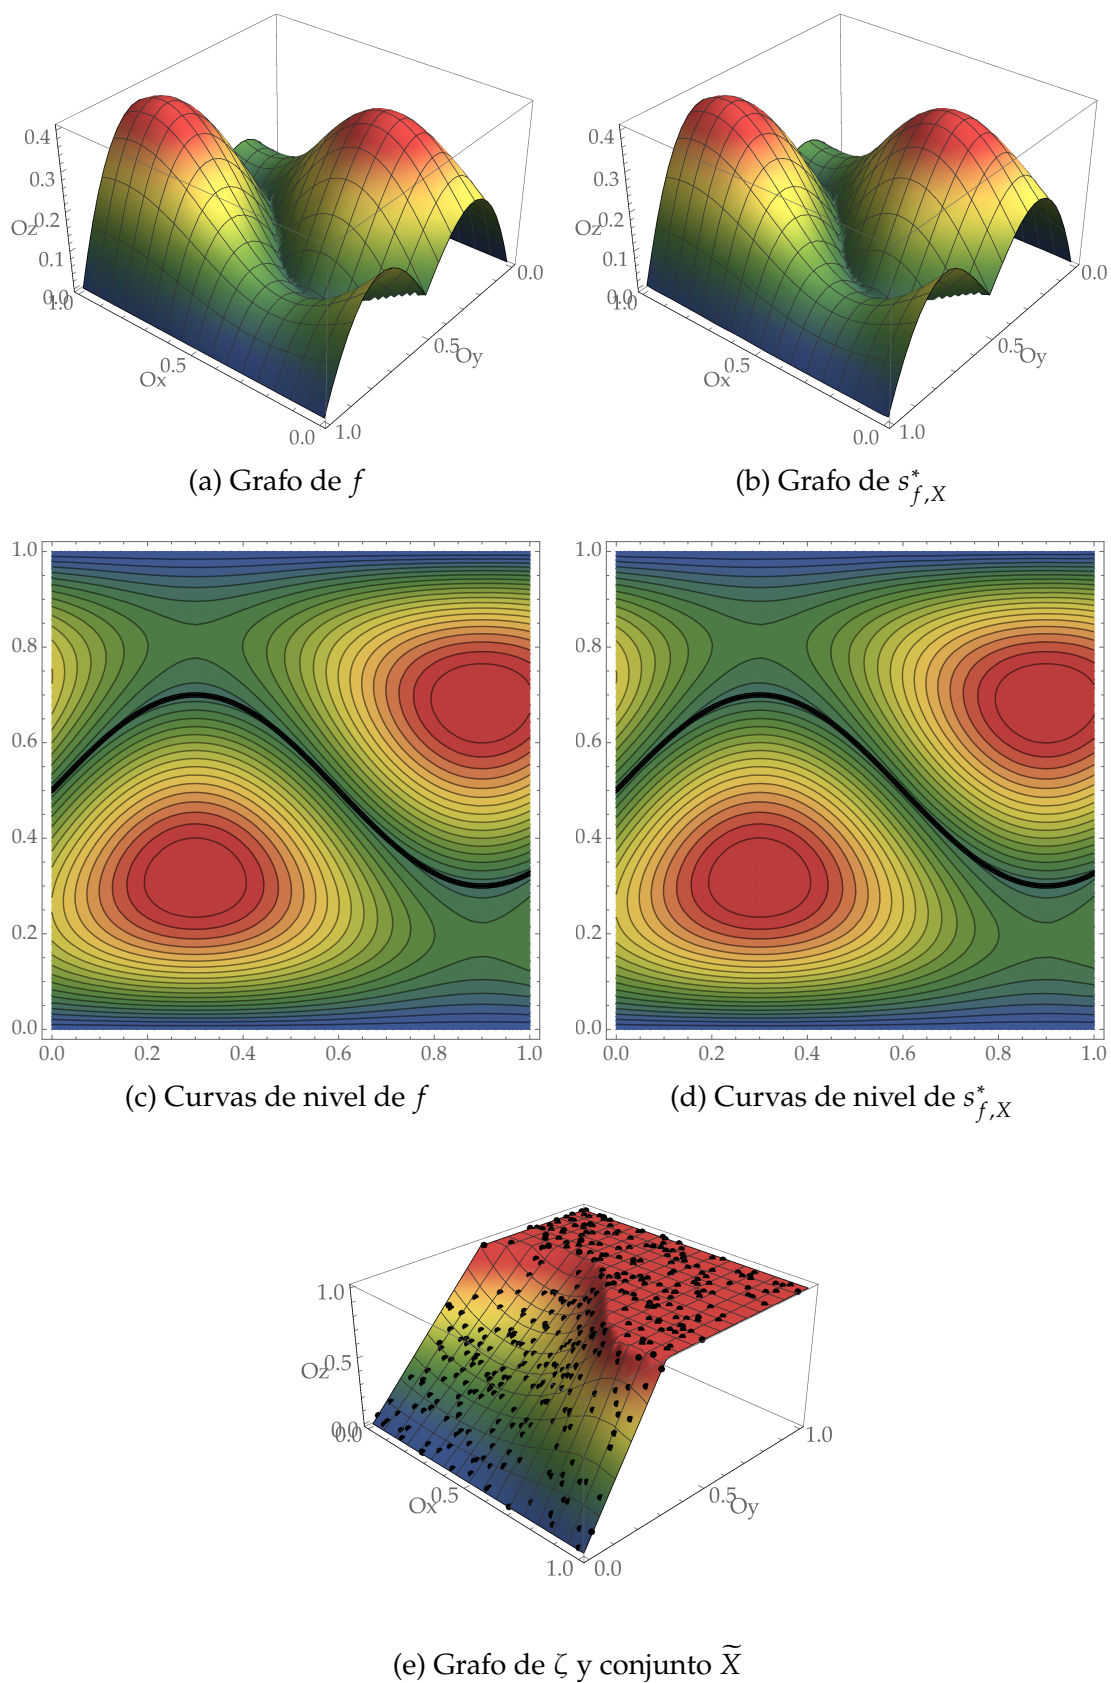 0.4
0.3
Oz 0.2
0.1
0.0
1.0
0.5
Ox
0.0
1.0
0.5
Oy
0.0
0.4
0.3
Oz 0.2
0.1
0.0
1.0
0.5
Ox
0.0
1.0
0.5
Oy
0.0
(a) Grafo de f
(b) Grafo de s*f,X
1.0
0.8
0.6
0.4
0.2
0.0
0.0 0.2 0.4 0.6 0.8 1.0
1.0
0.8
0.6
0.4
0.2
0.0
0.0 0.2 0.4 0.6 0.8 1.0
(c) Curvas de nivel de f
(d) Curvas de nivel de s*f,X
1.0
Oz 0.5
0.0
0.0
Ox 0.5
1.0
0.0
0.5 Oy
1.0
(e) Grafo de ζ y conjunto X̃